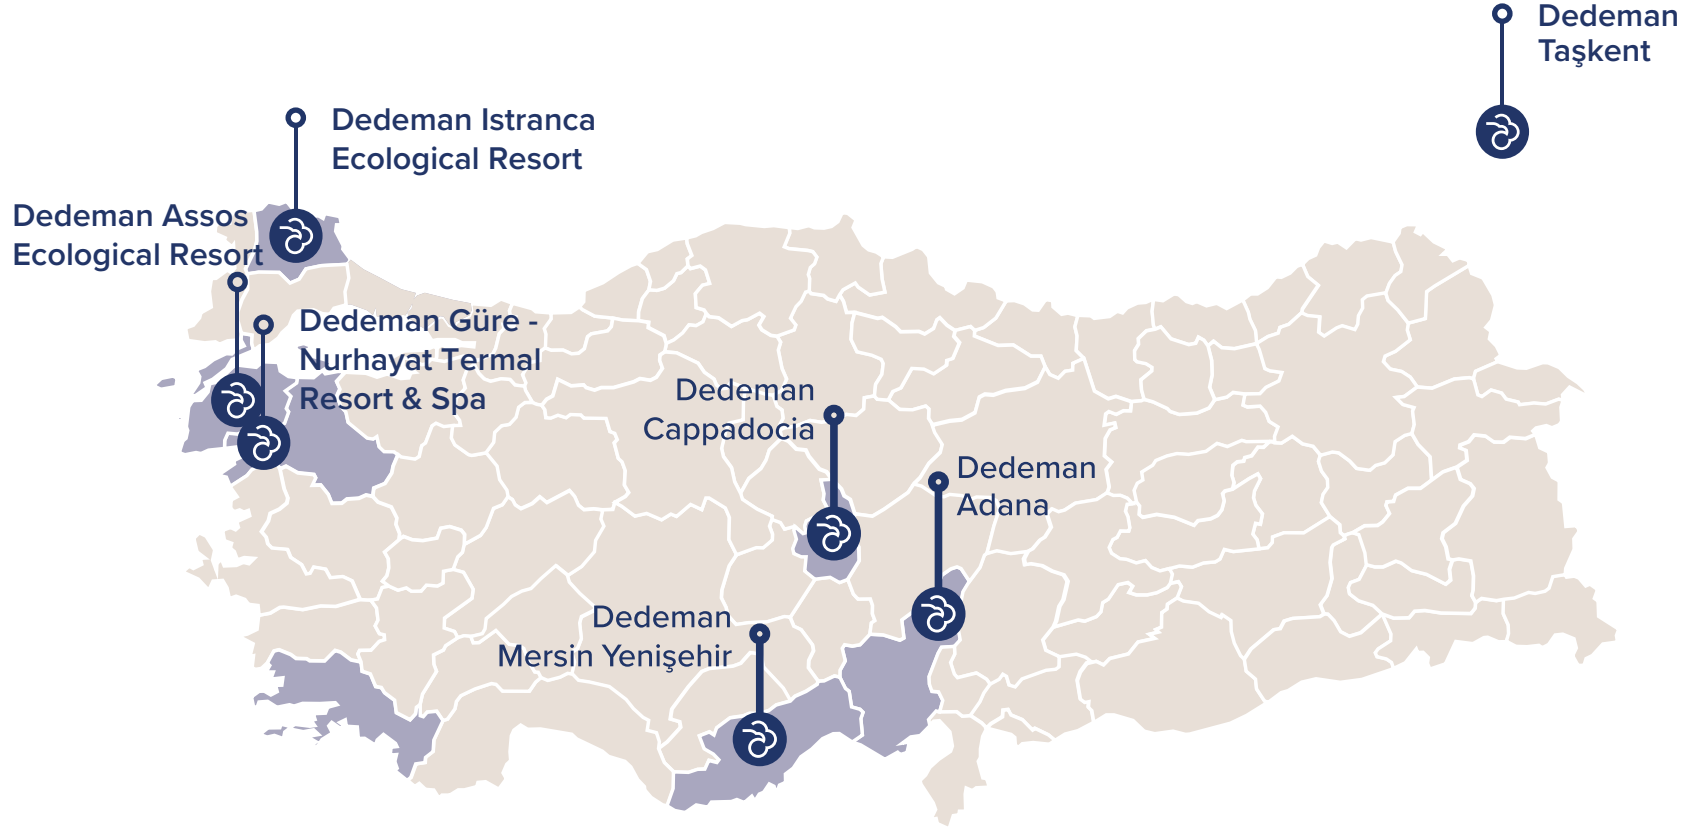 Dedeman
Taşkent
Dedeman Istranca
Ecological Resort
Dedeman Assos
Ecological Resort
Dedeman Güre -
Nurhayat Termal
Resort & Spa
Dedeman
Cappadocia
Dedeman
Adana
Dedeman
Mersin Yenişehir